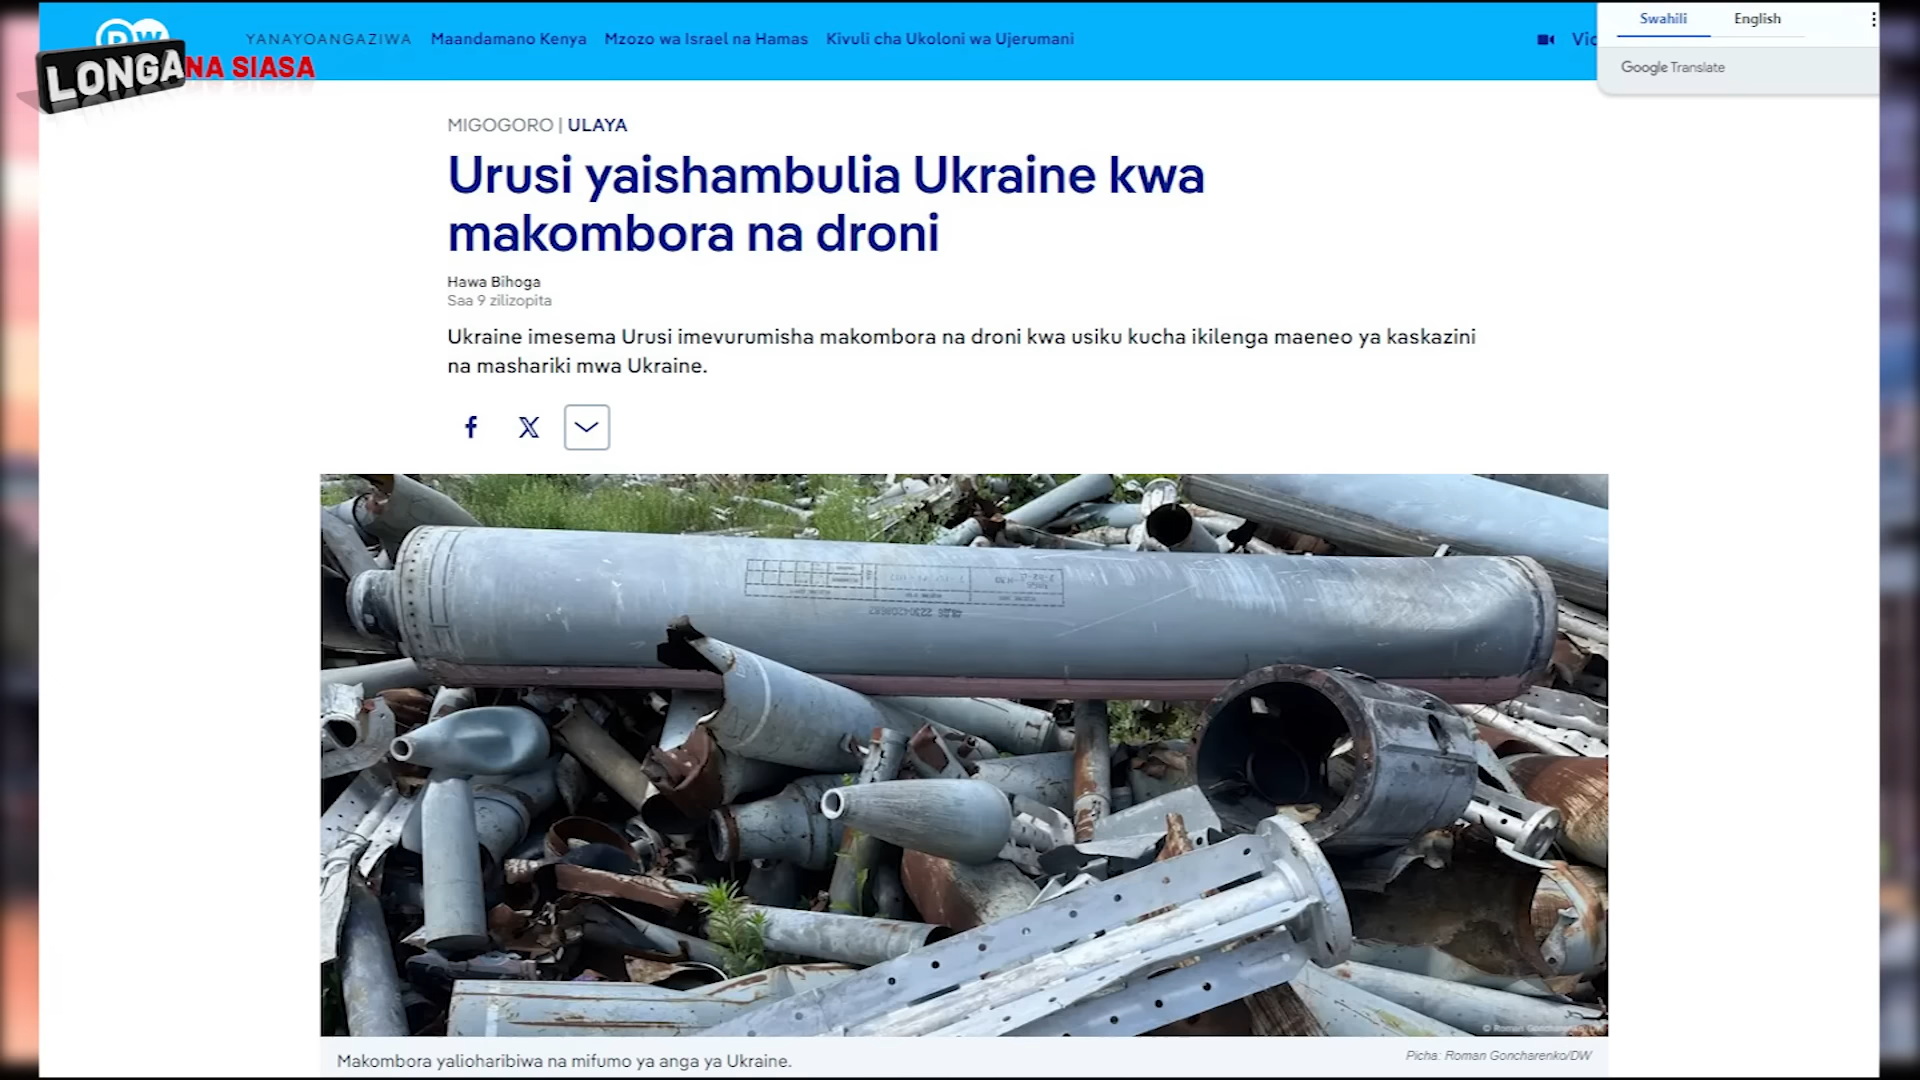 DW
LONGA NA SIASA
YANAYOANGAZIWA Maandamano Kenya Mzozo wa Israel na Hamas Kivuli cha Ukoloni wa Ujerumani
Swahili English
Google Translate
MIGOGORO | ULAYA
Urusi yaishambulia Ukraine kwa
makombora na droni
Hawa Bihoga
Saa 9 zilizopita
Ukraine imesema Urusi imevurumisha makombora na droni kwa usiku kucha ikilenga maeneo ya kaskazini
na mashariki mwa Ukraine.
Makombora yalioharibiwa na mifumo ya anga ya Ukraine.
Picha: Roman Goncharenko/DW